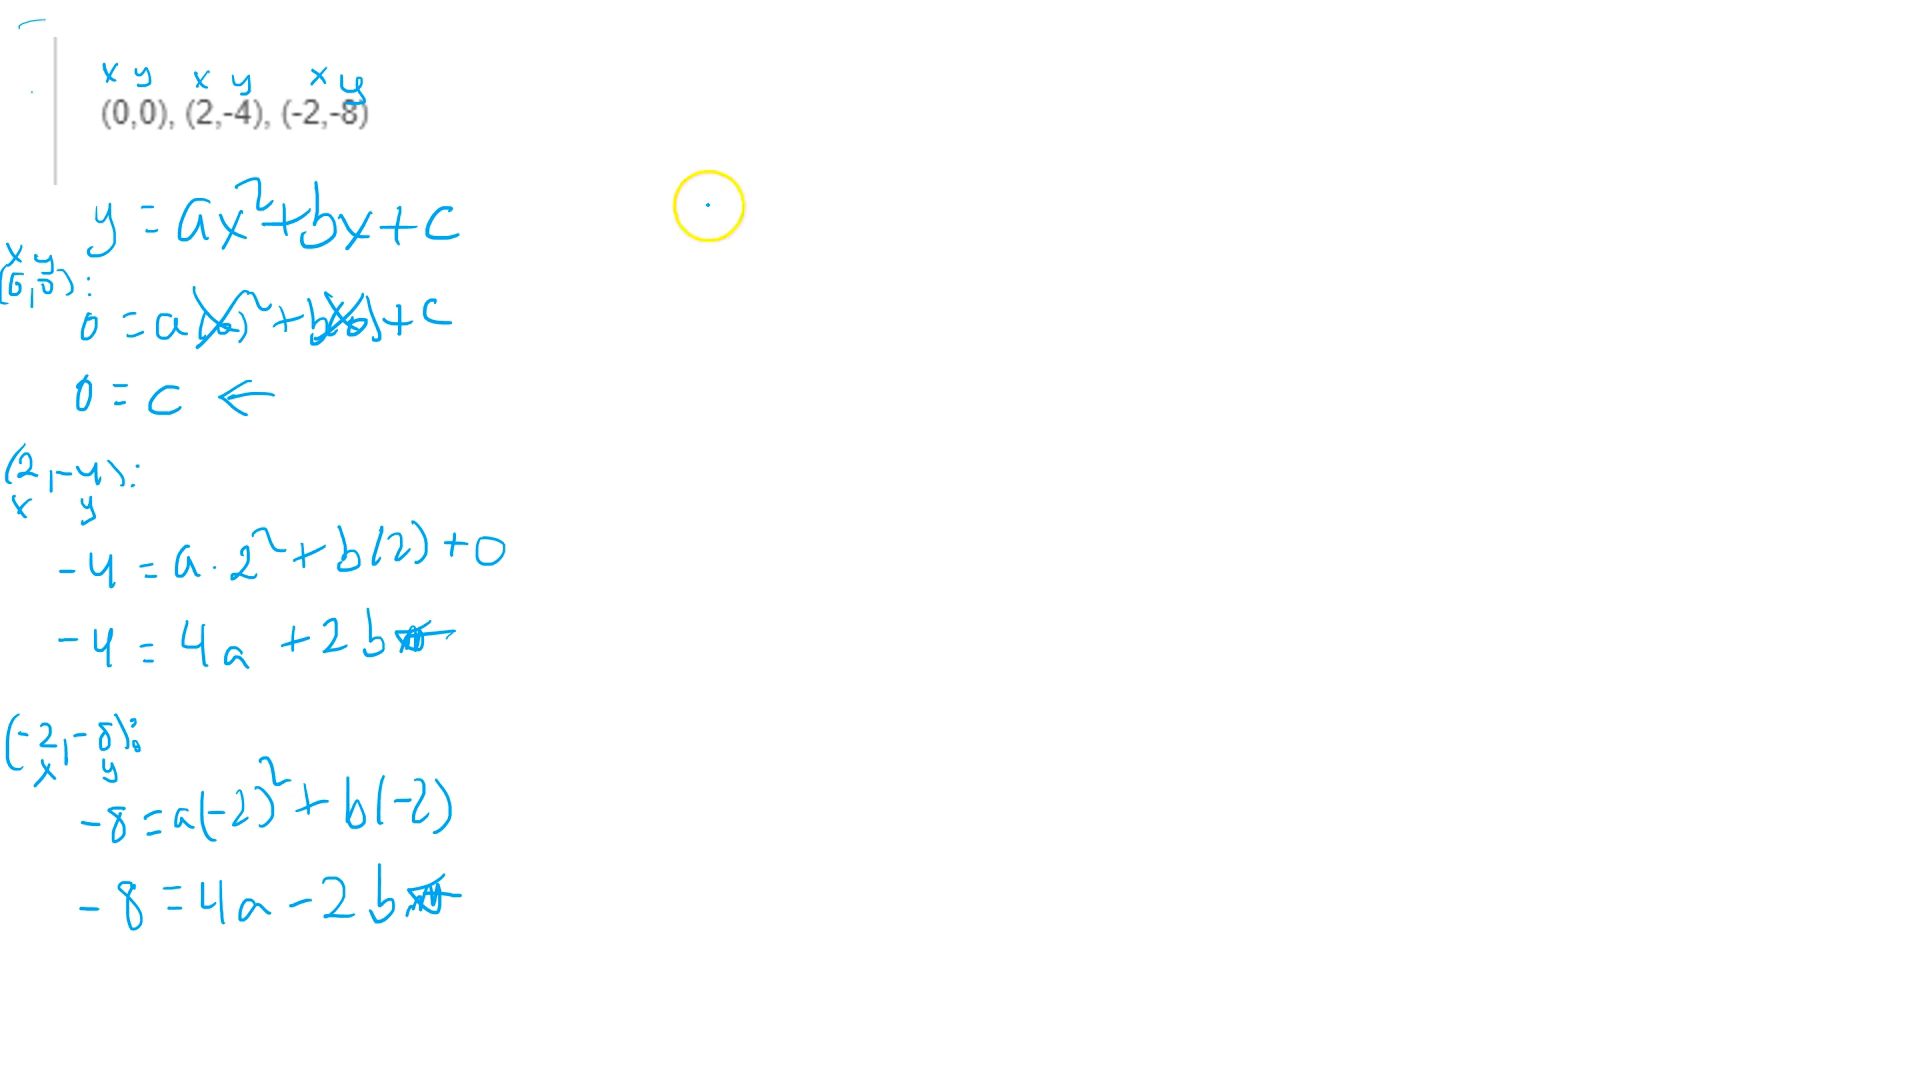 x y x y x y
(0,0), (2,-4), (-2,-8)
y = ax²+bx+c
x y
(0,0):
0 = a(0)²+b(0)+c
0 = c ←
(2,-4):
x y
-4 = a·2²+b(2)+0
-4 = 4a +2b
(-2,-8):
x y
-8=a(-2)²+b(-2)
-8=4a-2b